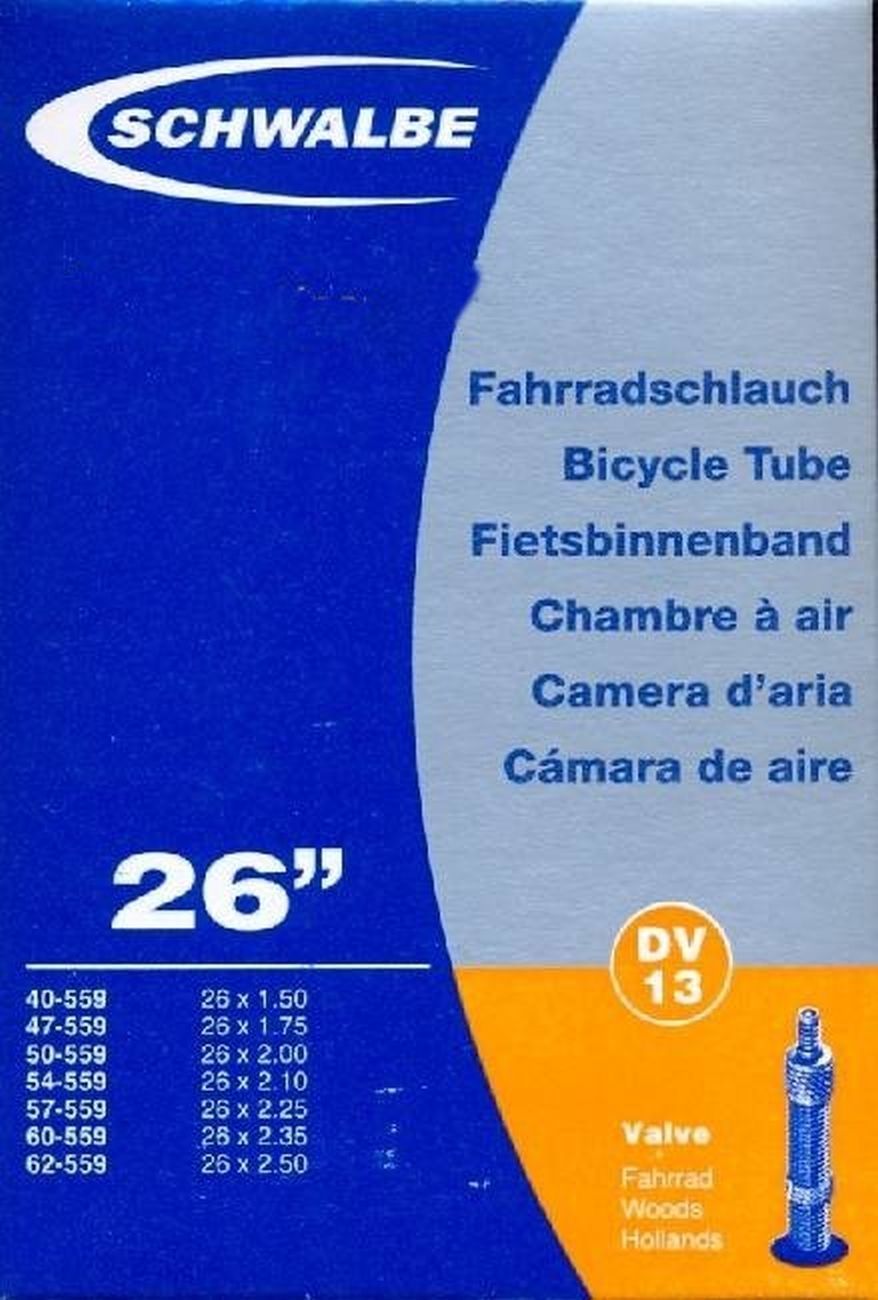 SCHWALBE
Fahrradschlauch
Bicycle Tube
Fietsbinnenband
Chambre à air
Camera d'aria
Cámara de aire
26”
40-559 26 x 1.50
47-559 26 x 1.75
50-559 26 x 2.00
54-559 26 x 2.10
57-559 26 x 2.25
60-559 26 x 2.35
62-559 26 x 2.50
DV
13
Valve
Fahrrad
Woods
Hollands